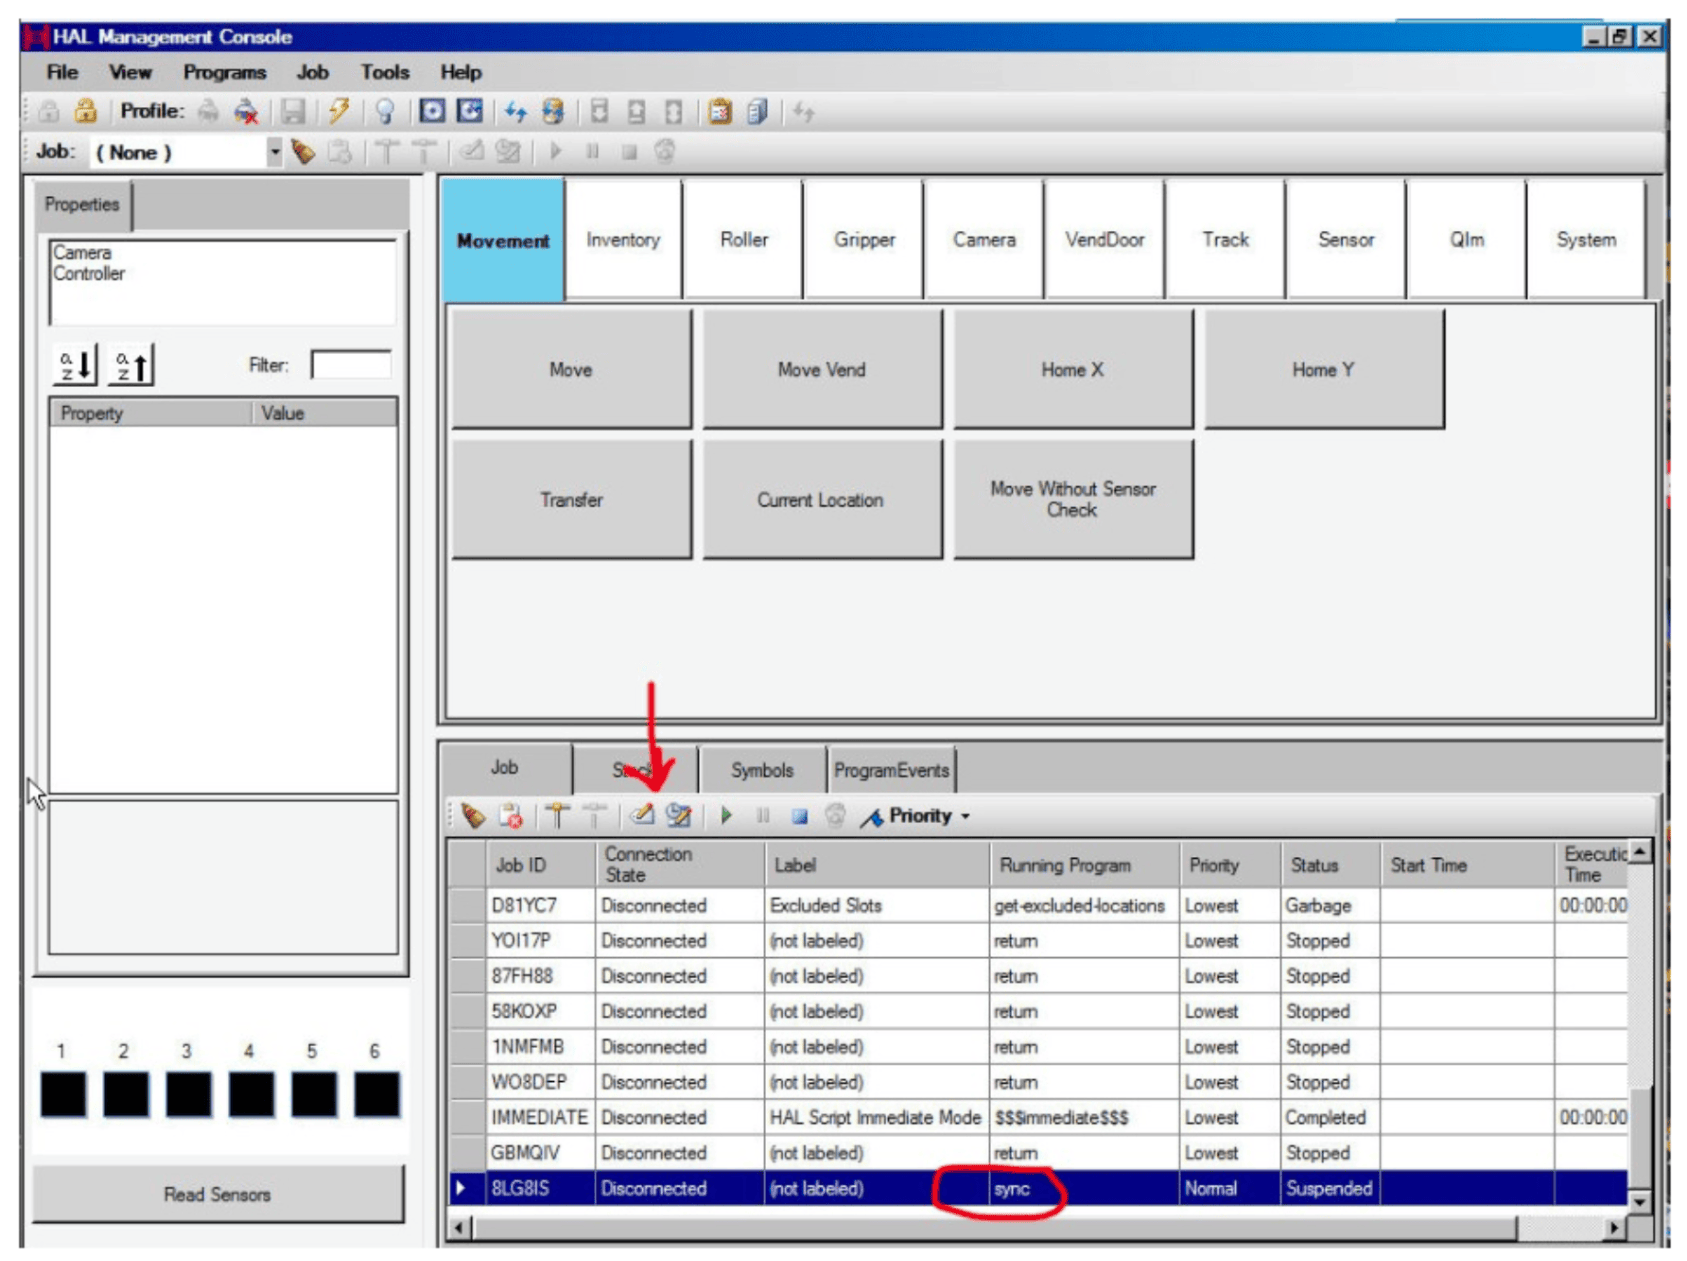 HAL Management Console
File View Programs Job Tools Help
Profile:
Job: ( None )
Properties
Camera
Controller
Filter:
Property Value
1 2 3 4 5 6
Read Sensors
Movement Inventory Roller Gripper Camera VendDoor Track Sensor Qlm System
Move Move Vend Home X Home Y
Transfer Current Location Move Without Sensor
Check
Job Stack Symbols ProgramEvents
Priority
Job ID Connection State Label Running Program Priority Status Start Time Executio Time
D81YC7 Disconnected Excluded Slots get-excluded-locations Lowest Garbage 00:00:00
YOI17P Disconnected (not labeled) return Lowest Stopped
87FH88 Disconnected (not labeled) return Lowest Stopped
58KOXP Disconnected (not labeled) return Lowest Stopped
1NMFMB Disconnected (not labeled) return Lowest Stopped
WO8DEP Disconnected (not labeled) return Lowest Stopped
IMMEDIATE Disconnected HAL Script Immediate Mode $$$immediate$$$ Lowest Completed 00:00:00
GBMQIV Disconnected (not labeled) return Lowest Stopped
8LG8IS Disconnected (not labeled) sync Normal Suspended